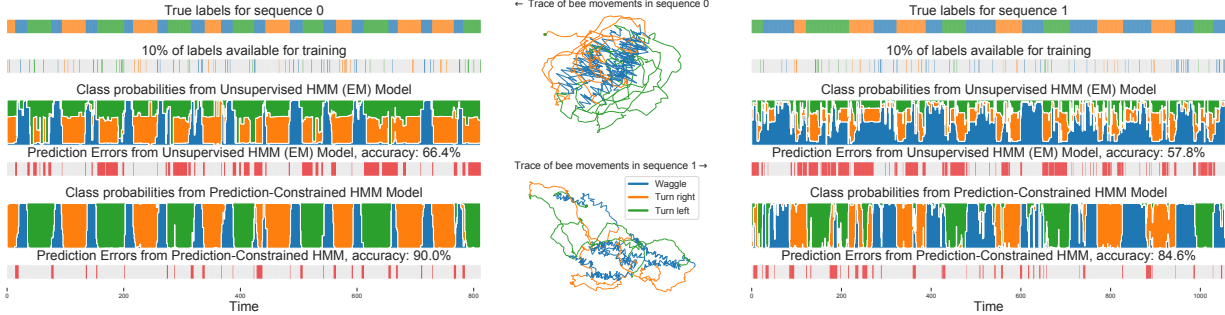 True labels for sequence 0
10% of labels available for training
Class probabilities from Unsupervised HMM (EM) Model
Prediction Errors from Unsupervised HMM (EM) Model, accuracy: 66.4%
Class probabilities from Prediction-Constrained HMM Model
Prediction Errors from Prediction-Constrained HMM, accuracy: 90.0%
0 200 400 600 800
Time
← Trace of bee movements in sequence 0
Trace of bee movements in sequence 1 →
Waggle
Turn right
Turn left
True labels for sequence 1
10% of labels available for training
Class probabilities from Unsupervised HMM (EM) Model
Prediction Errors from Unsupervised HMM (EM) Model, accuracy: 57.8%
Class probabilities from Prediction-Constrained HMM Model
Prediction Errors from Prediction-Constrained HMM, accuracy: 84.6%
0 200 400 600 800 1000
Time